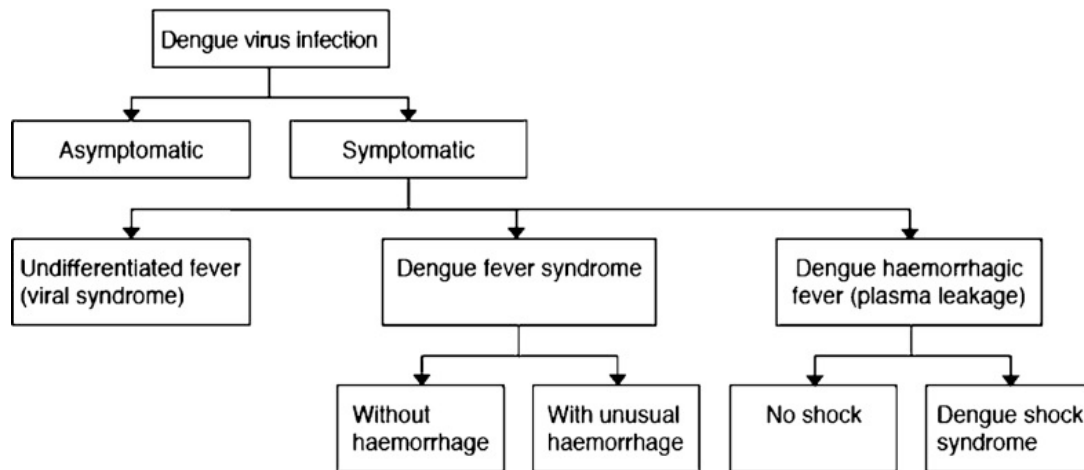 Dengue virus infection
Asymptomatic
Symptomatic
Undifferentiated fever
(viral syndrome)
Dengue fever syndrome
Dengue haemorrhagic
fever (plasma leakage)
Without
haemorrhage
With unusual
haemorrhage
No shock
Dengue shock
syndrome